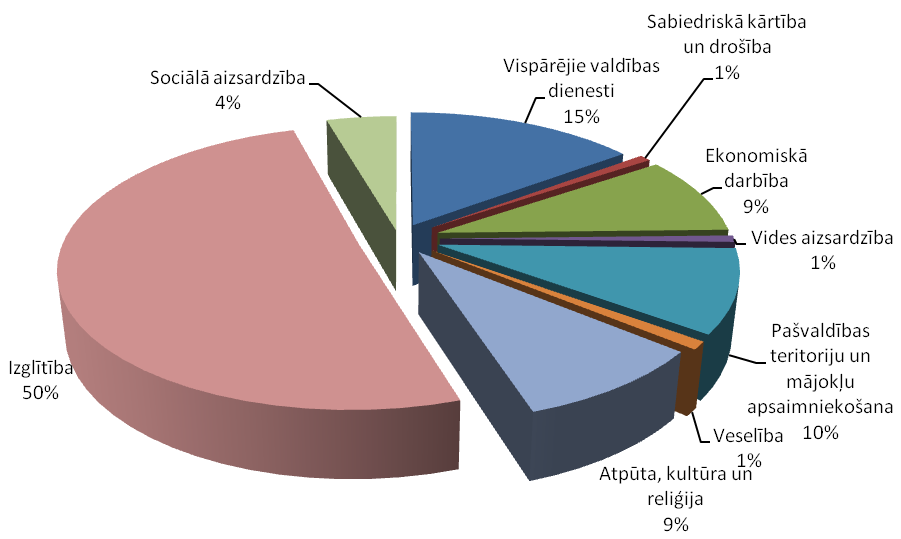 Sabiedriskā kārtība
un drošība
1%
Vispārējie valdības
dienesti
15%
Sociālā aizsardzība
4%
Ekonomiskā
darbība
9%
Vides aizsardzība
1%
Pašvaldības
teritoriju un
mājokļu
apsaimniekošana
10%
Izglītība
50%
Veselība
1%
Atpūta, kultūra un
reliģija
9%